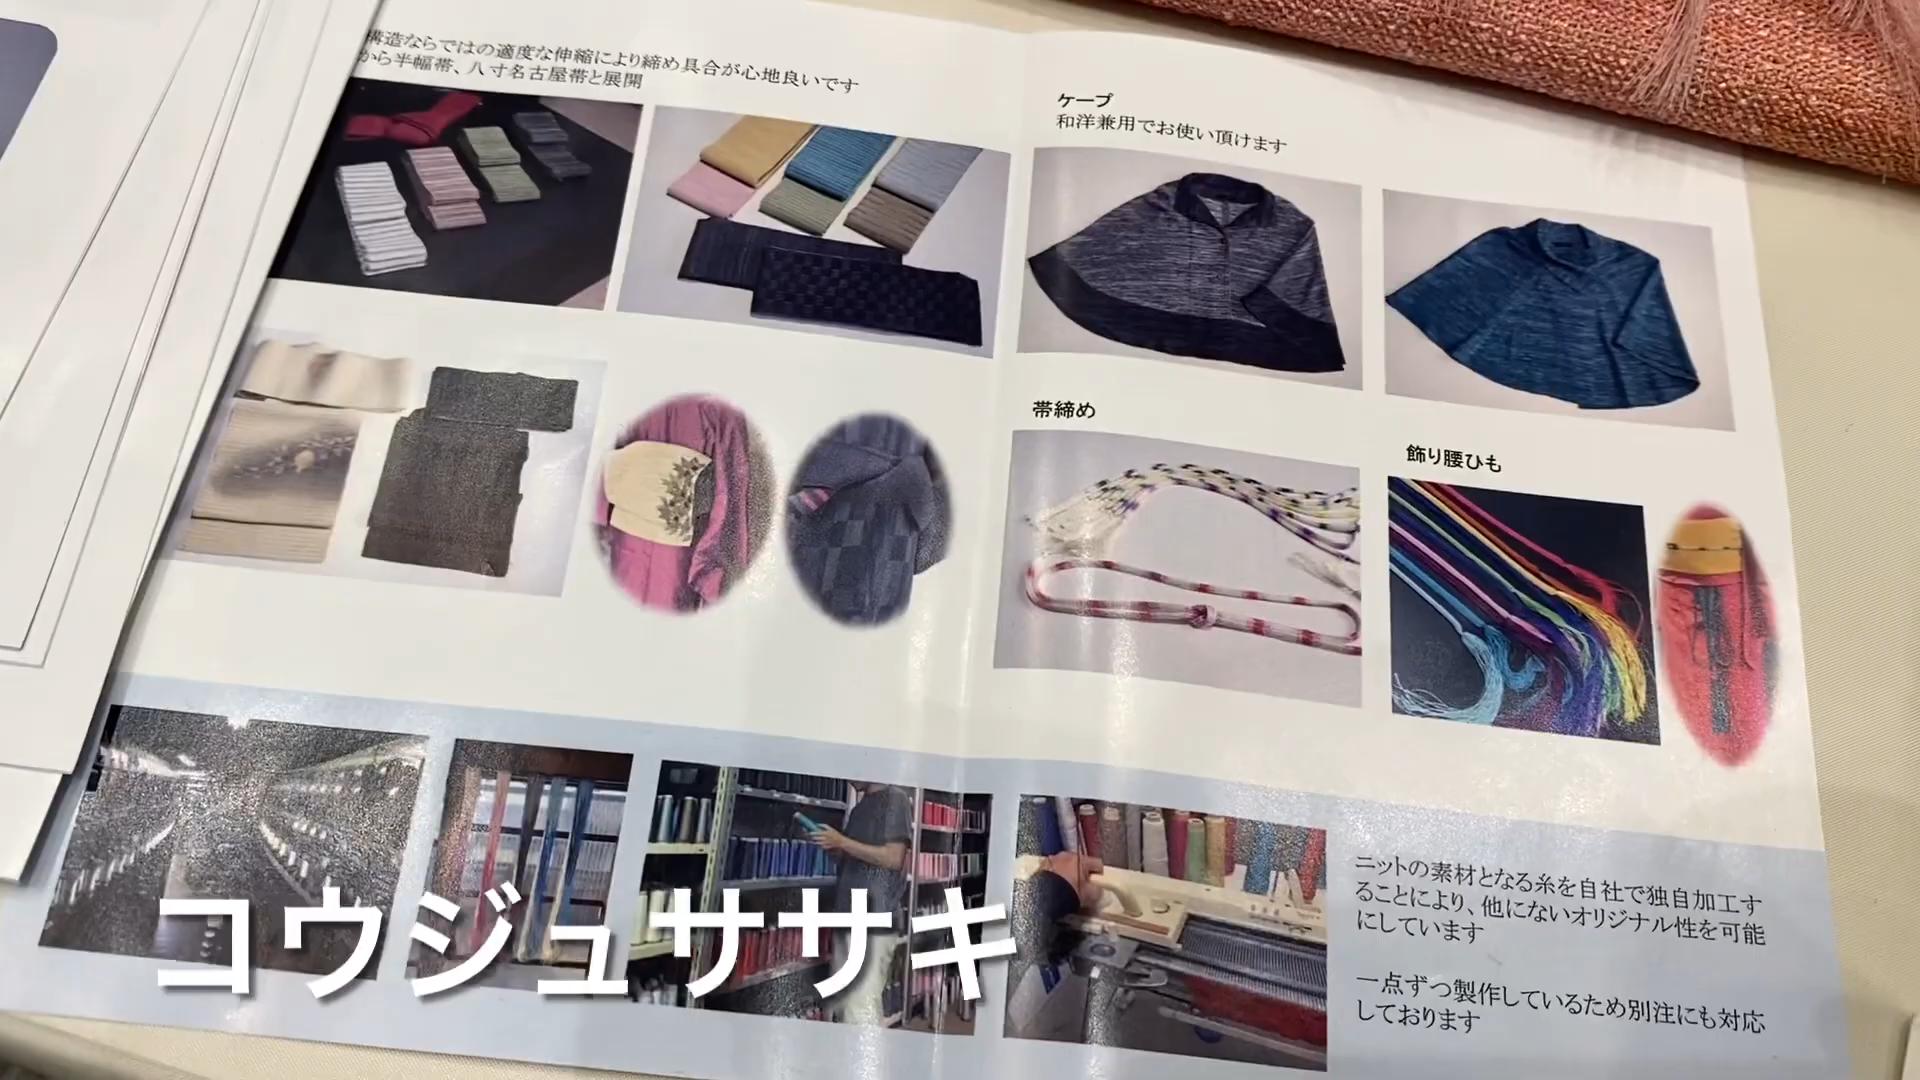 構造ならではの適度な伸縮により締め具合が心地良いです
から半幅帯、八寸名古屋帯と展開
ケープ
和洋兼用でお使い頂けます
帯締め
飾り腰ひも
ニットの素材となる糸を自社で独自加工す
ることにより、他にないオリジナル性を可能
にしています
一点ずつ製作しているため別注にも対応
しております
コウジュササキ